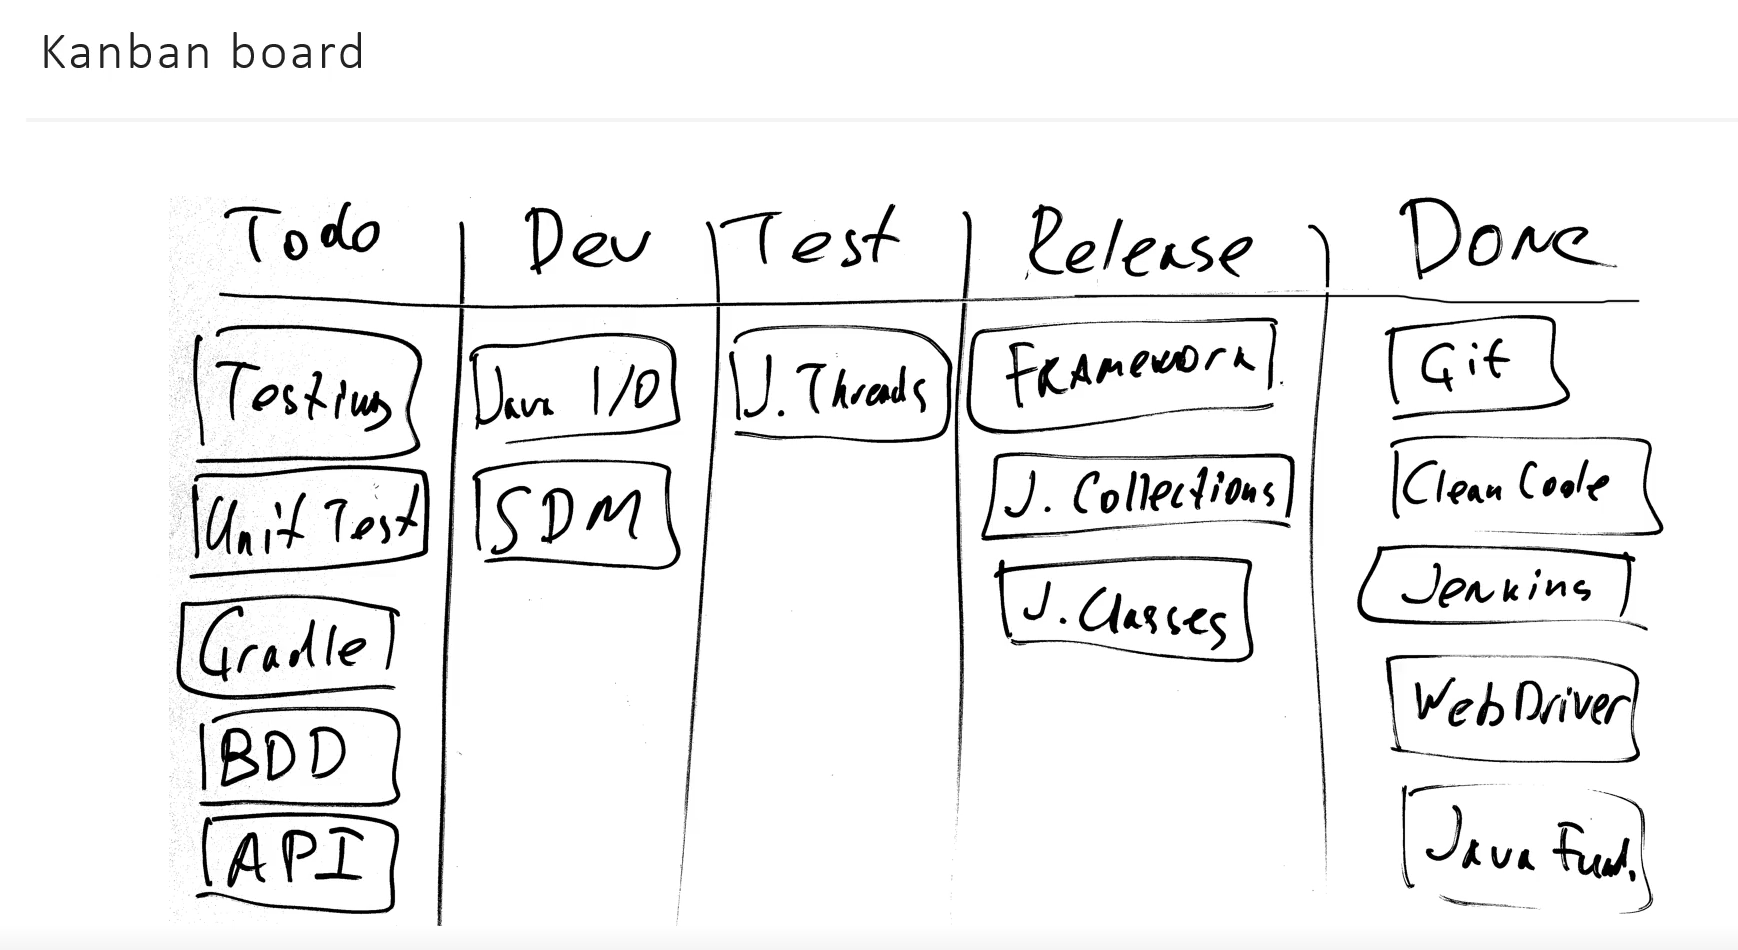 Kanban board
Todo
Dev
Test
Release
Done
Testing
Unit Test
Gradle
BDD
API
Java I/O
SDM
J. Threads
Framework
J. Collections
J. Classes
Git
Clean Code
Jenkins
WebDriver
Java Fund.